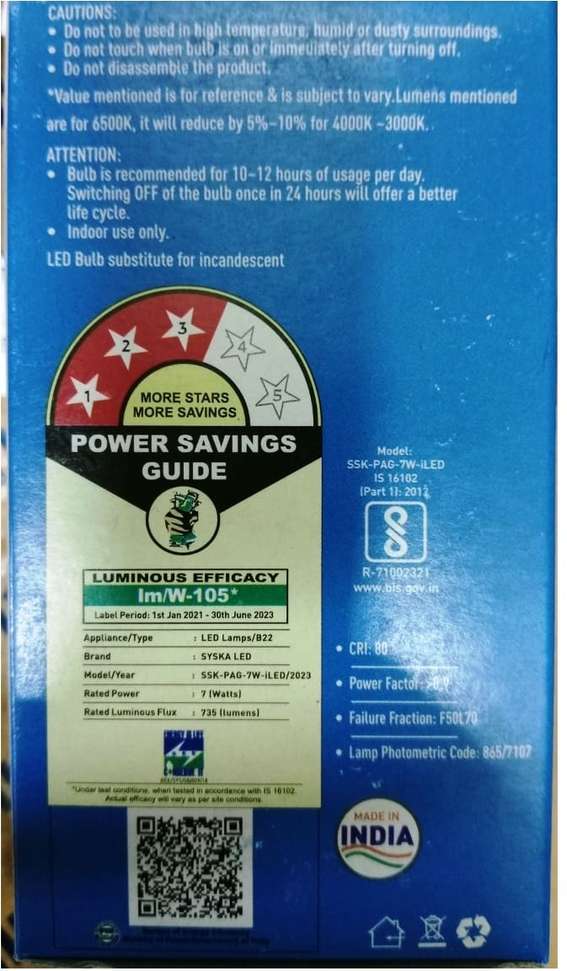 CAUTIONS:
• Do not to be used in high temperature, humid or dusty surroundings.
• Do not touch when bulb is on or immediately after turning off.
• Do not disassemble the product.
*Value mentioned is for reference & is subject to vary.Lumens mentioned
are for 6500K, it will reduce by 5%-10% for 4000K -3000K.
ATTENTION:
• Bulb is recommended for 10-12 hours of usage per day.
Switching OFF of the bulb once in 24 hours will offer a better
life cycle.
• Indoor use only.
LED Bulb substitute for incandescent
1 2 3 4 5
MORE STARS
MORE SAVINGS
POWER SAVINGS
GUIDE
LUMINOUS EFFICACY
lm/W-105*
Label Period: 1st Jan 2021 - 30th June 2023
Appliance/Type : LED Lamps/B22
Brand : SYSKA LED
Model/Year : SSK-PAG-7W-iLED/2023
Rated Power : 7 (Watts)
Rated Luminous Flux : 735 (lumens)
*Under test conditions, when tested in accordance with IS 16102.
Actual efficacy will vary as per site conditions.
Model:
SSK-PAG-7W-iLED
IS 16102
(Part 1): 2012
R-71002321
www.bis.gov.in
• CRI: 80
• Power Factor: >0.9
• Failure Fraction: F50L70
• Lamp Photometric Code: 865/7107
MADE IN
INDIA